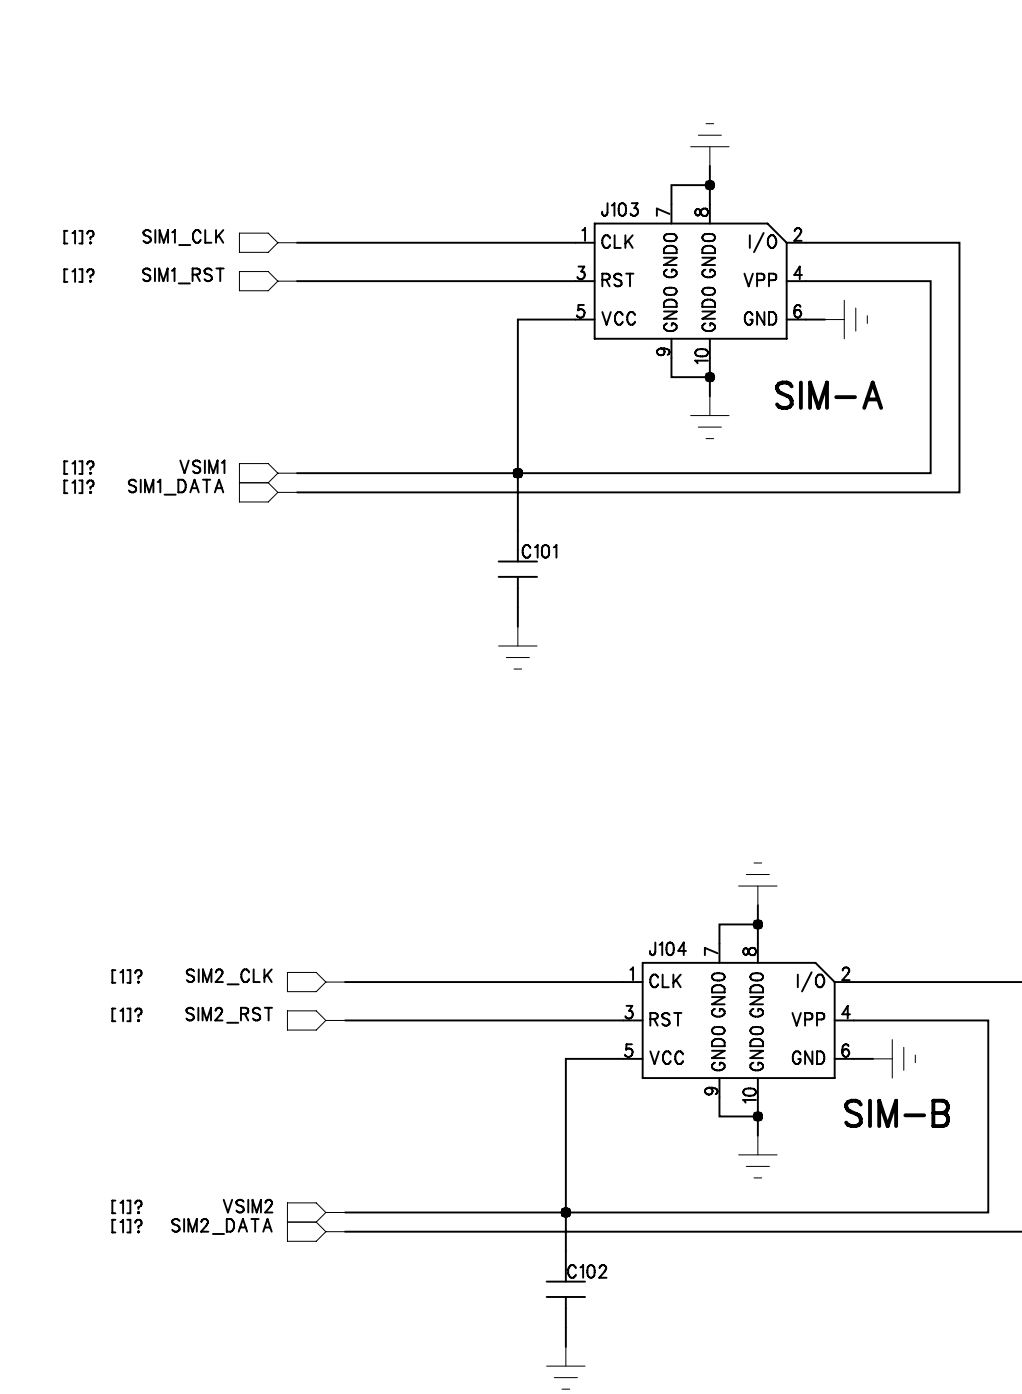 J103 7 8
[1]? SIM1_CLK 1 CLK GND0 GND0 I/O 2
[1]? SIM1_RST 3 RST VPP 4
5 VCC GND0 GND0 GND 6
9 10
SIM-A
[1]? VSIM1
[1]? SIM1_DATA
C101
J104 7 8
[1]? SIM2_CLK 1 CLK GND0 GND0 I/O 2
[1]? SIM2_RST 3 RST VPP 4
5 VCC GND0 GND0 GND 6
9 10
SIM-B
[1]? VSIM2
[1]? SIM2_DATA
C102